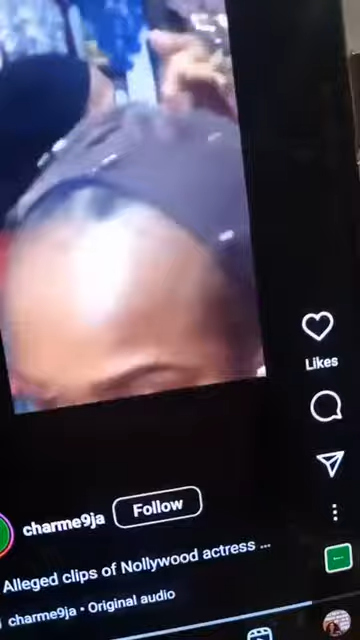 Likes
charme9ja Follow
Alleged clips of Nollywood actress ...
charme9ja • Original audio